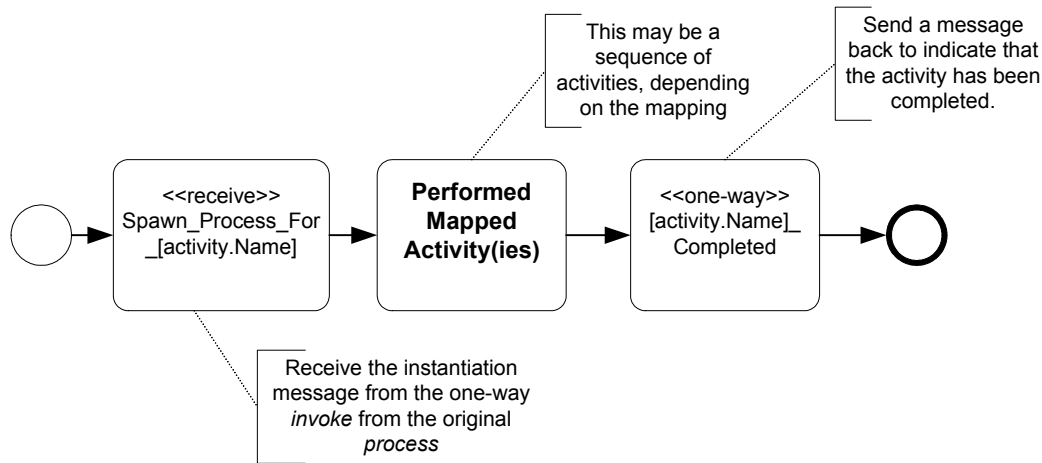 This may be a
sequence of
activities, depending
on the mapping
Send a message
back to indicate that
the activity has been
completed.
<<receive>>
Spawn_Process_For
_[activity.Name]
Performed
Mapped
Activity(ies)
<<one-way>>
[activity.Name]_
Completed
Receive the instantiation
message from the one-way
invoke from the original
process